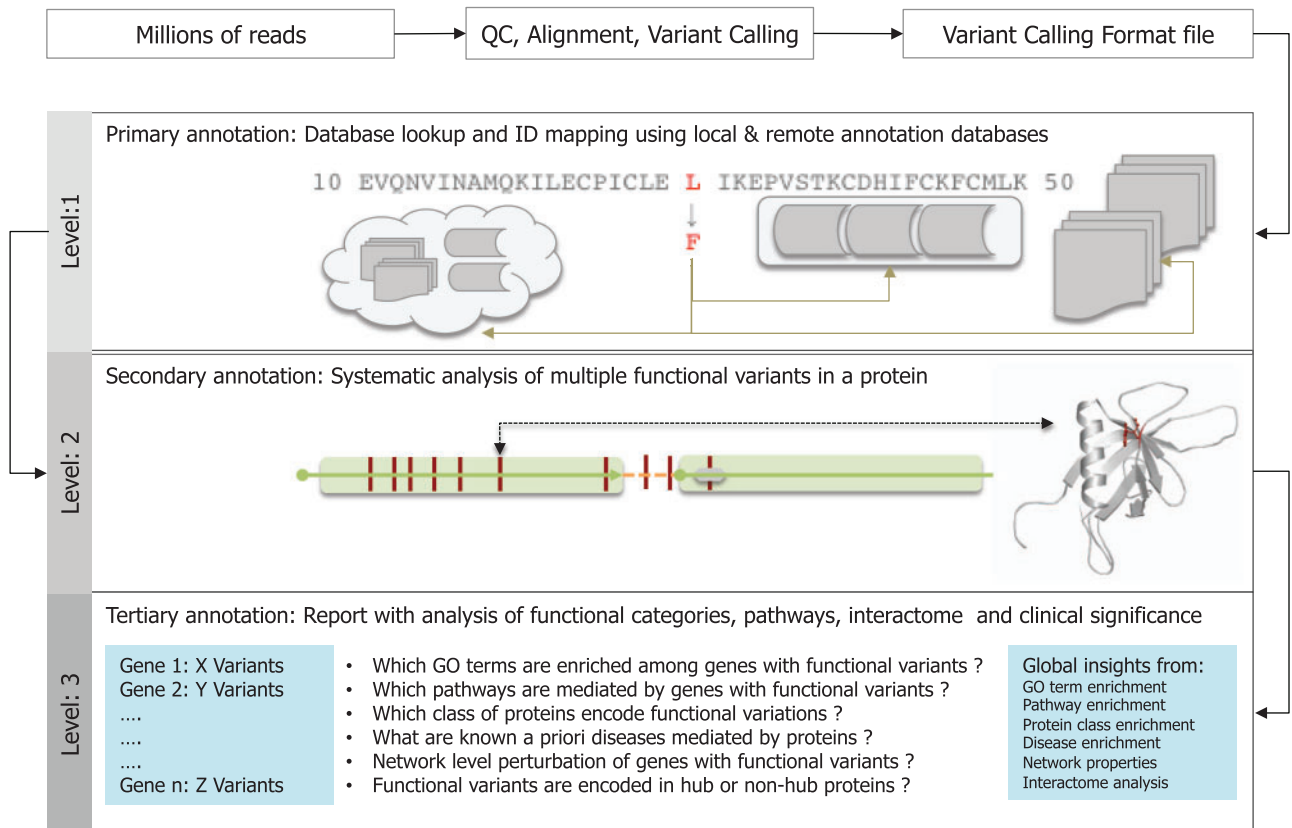 Millions of reads
QC, Alignment, Variant Calling
Variant Calling Format file
Level:1
Primary annotation: Database lookup and ID mapping using local & remote annotation databases
10 EVQNVINAMQKILECPICLE L IKEPVSTKCDHIFCKFCMLK 50
F
Level: 2
Secondary annotation: Systematic analysis of multiple functional variants in a protein
Level: 3
Tertiary annotation: Report with analysis of functional categories, pathways, interactome and clinical significance
Gene 1: X Variants
Gene 2: Y Variants
....
....
....
Gene n: Z Variants
• Which GO terms are enriched among genes with functional variants ?
• Which pathways are mediated by genes with functional variants ?
• Which class of proteins encode functional variations ?
• What are known a priori diseases mediated by proteins ?
• Network level perturbation of genes with functional variants ?
• Functional variants are encoded in hub or non-hub proteins ?
Global insights from:
GO term enrichment
Pathway enrichment
Protein class enrichment
Disease enrichment
Network properties
Interactome analysis